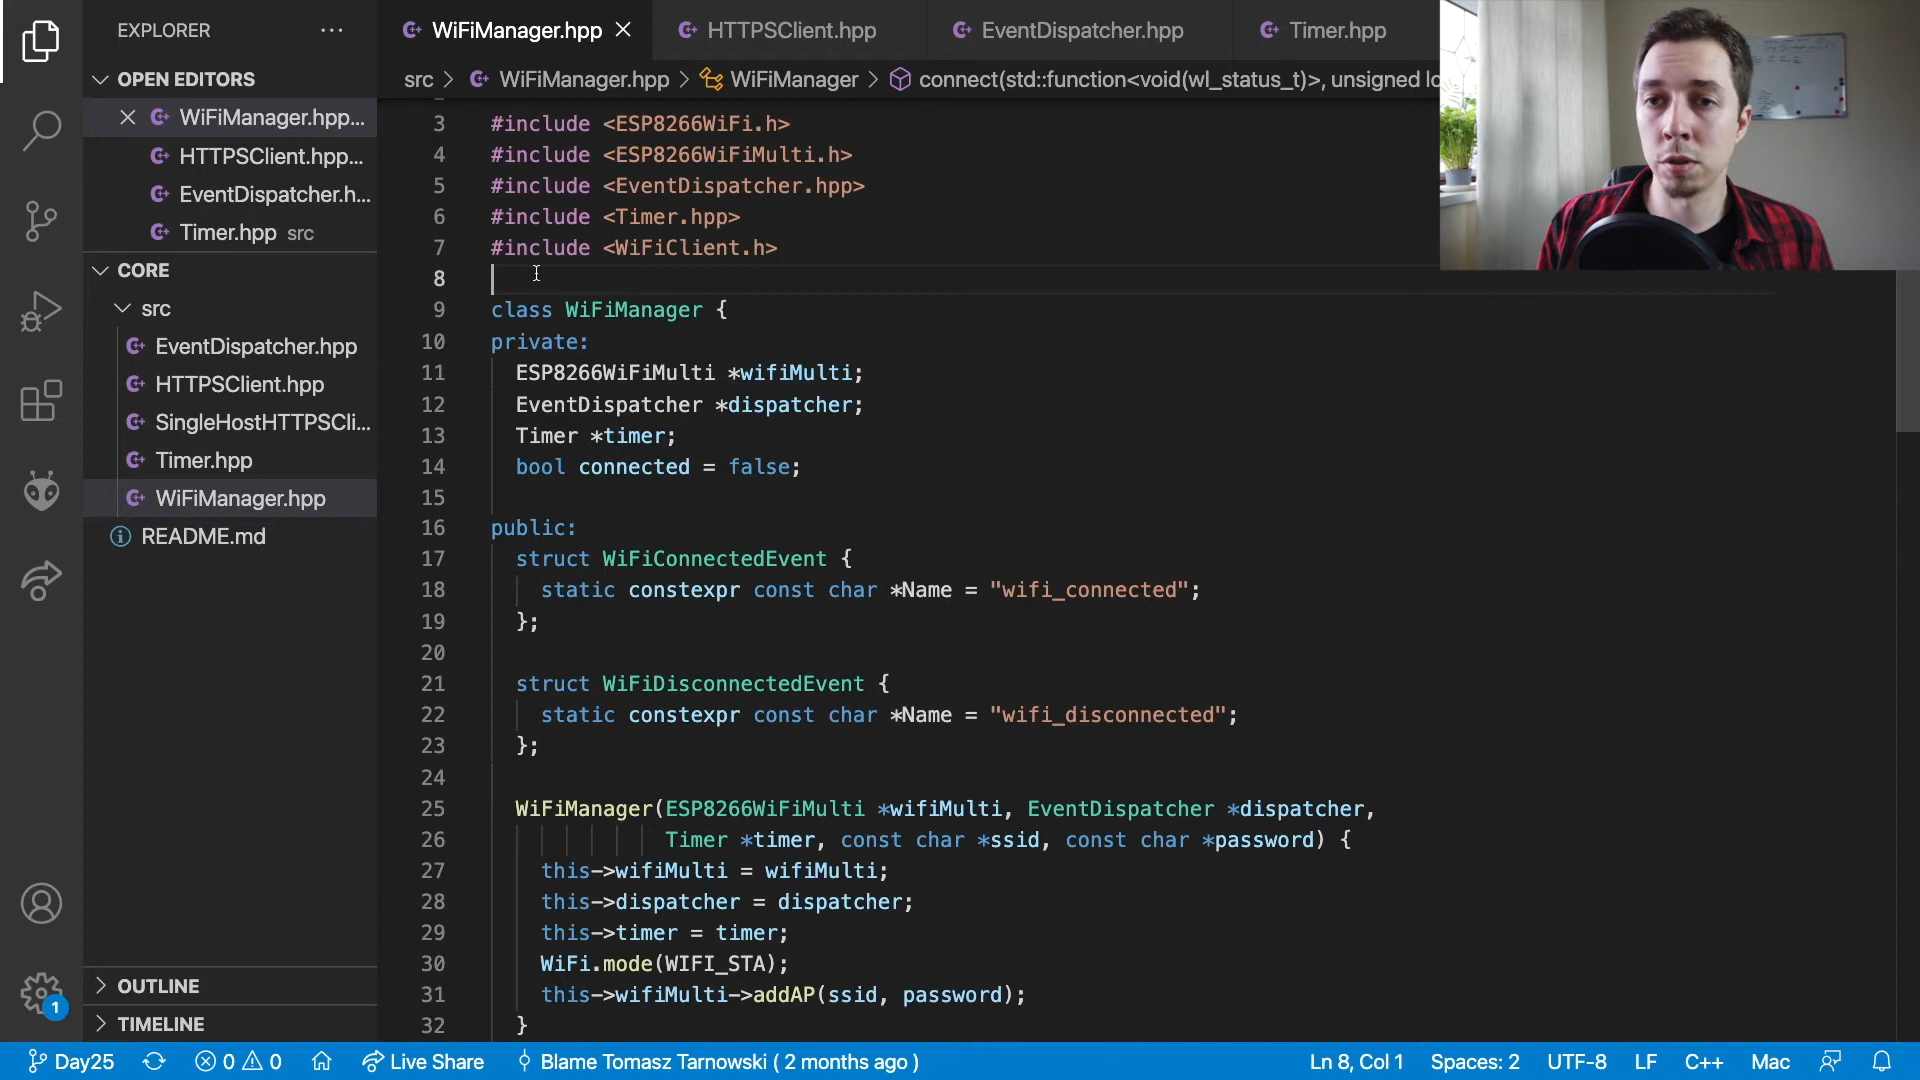 EXPLORER
OPEN EDITORS
WiFiManager.hpp...
HTTPSClient.hpp...
EventDispatcher.h...
Timer.hpp src
CORE
src
EventDispatcher.hpp
HTTPSClient.hpp
SingleHostHTTPSCli...
Timer.hpp
WiFiManager.hpp
README.md
OUTLINE
TIMELINE
1
WiFiManager.hpp
HTTPSClient.hpp
EventDispatcher.hpp
Timer.hpp
src > WiFiManager.hpp > WiFiManager > connect(std::function<void(wl_status_t)>, unsigned lo
3 #include <ESP8266WiFi.h>
4 #include <ESP8266WiFiMulti.h>
5 #include <EventDispatcher.hpp>
6 #include <Timer.hpp>
7 #include <WiFiClient.h>
8
9 class WiFiManager {
10 private:
11 ESP8266WiFiMulti *wifiMulti;
12 EventDispatcher *dispatcher;
13 Timer *timer;
14 bool connected = false;
15
16 public:
17 struct WiFiConnectedEvent {
18 static constexpr const char *Name = "wifi_connected";
19 };
20
21 struct WiFiDisconnectedEvent {
22 static constexpr const char *Name = "wifi_disconnected";
23 };
24
25 WiFiManager(ESP8266WiFiMulti *wifiMulti, EventDispatcher *dispatcher,
26 Timer *timer, const char *ssid, const char *password) {
27 this->wifiMulti = wifiMulti;
28 this->dispatcher = dispatcher;
29 this->timer = timer;
30 WiFi.mode(WIFI_STA);
31 this->wifiMulti->addAP(ssid, password);
32 }
Day25 0 0 Live Share Blame Tomasz Tarnowski ( 2 months ago ) Ln 8, Col 1 Spaces: 2 UTF-8 LF C++ Mac